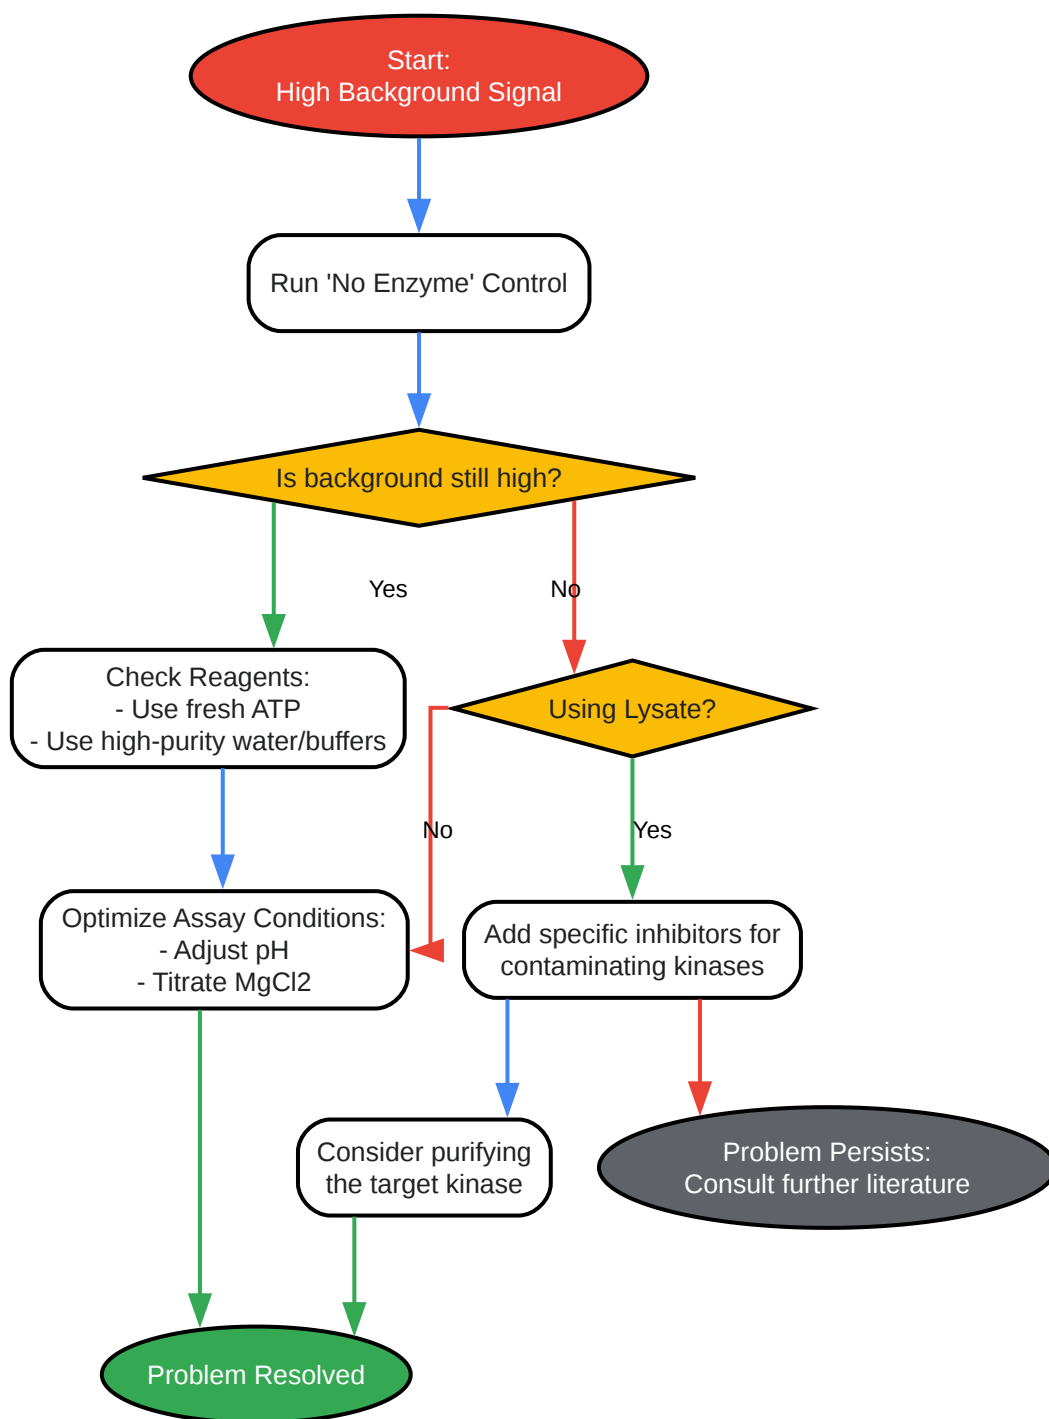 Start:
High Background Signal
Run 'No Enzyme' Control
Is background still high?
Yes
No
Check Reagents:
- Use fresh ATP
- Use high-purity water/buffers
Using Lysate?
No
Yes
Optimize Assay Conditions:
- Adjust pH
- Titrate MgCl2
Add specific inhibitors for
contaminating kinases
Consider purifying
the target kinase
Problem Persists:
Consult further literature
Problem Resolved